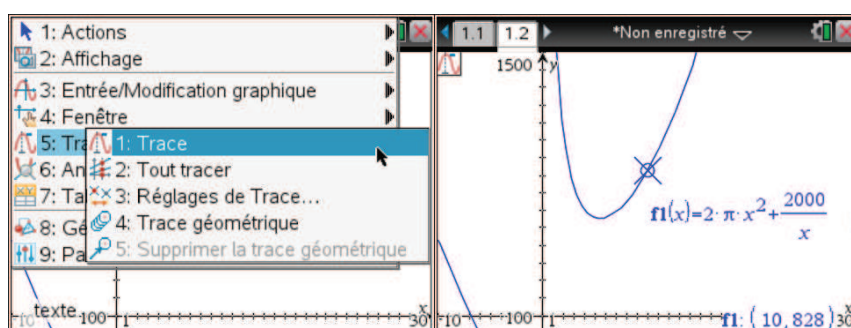 1: Actions
2: Affichage
3: Entrée/Modification graphique
4: Fenêtre
5: Tra
1: Trace
6: An
2: Tout tracer
7: Ta
3: Réglages de Trace...
8: Gé
4: Trace géométrique
9: Pa
5: Supprimer la trace géométrique
texte
-10
-100
1
x
30
1.1
1.2
*Non enregistré
1500
y
f1(x)=2·π·x²+2000/x
-10
-100
1
x
f1: (10,828)
30